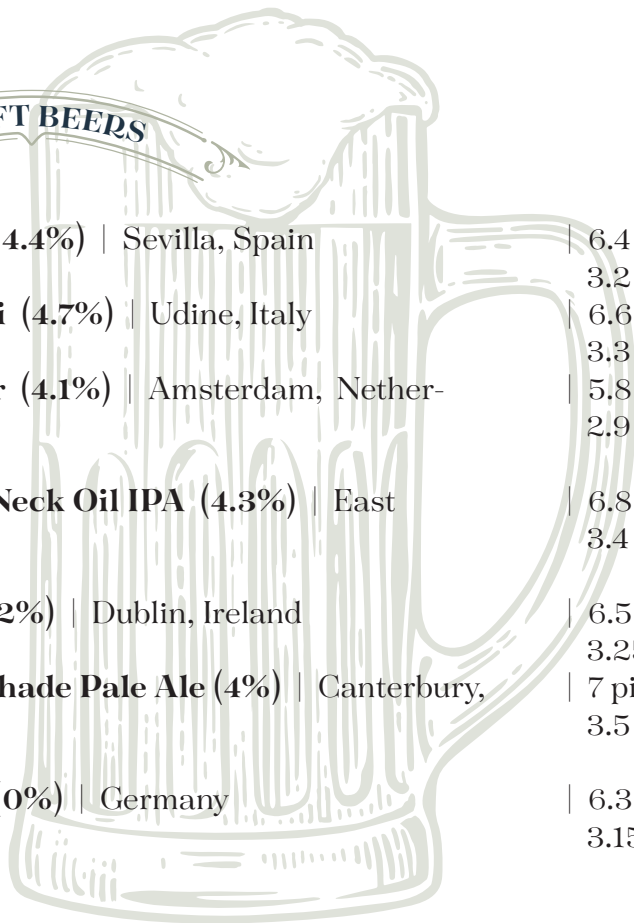 FT BEERS
4.4%) | Sevilla, Spain | 6.4
3.2
i (4.7%) | Udine, Italy | 6.6
3.3
r (4.1%) | Amsterdam, Nether- | 5.8
2.9
Neck Oil IPA (4.3%) | East | 6.8
3.4
2%) | Dublin, Ireland | 6.5
3.25
hade Pale Ale (4%) | Canterbury, | 7 pi
3.5
0%) | Germany | 6.3
3.15